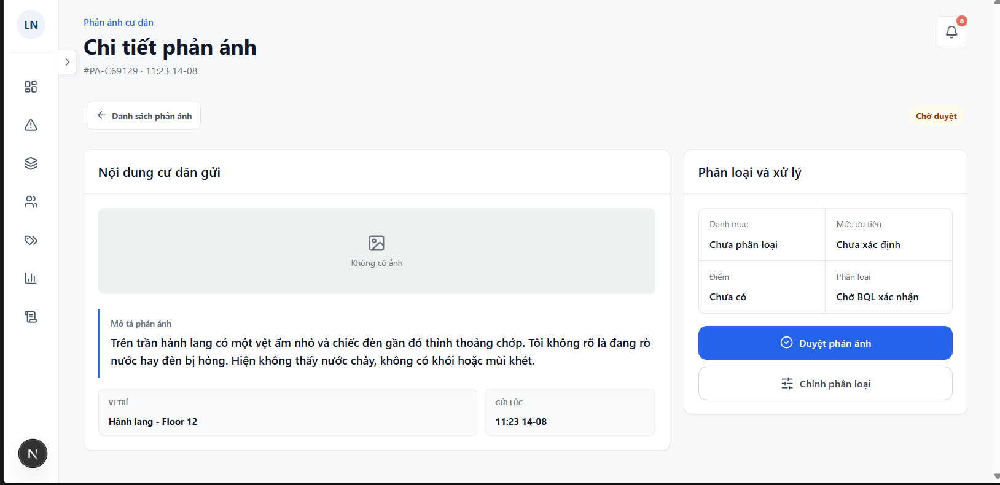 LN
Phản ánh cư dân
Chi tiết phản ánh
#PA-C69129 · 11:23 14-08
8
Danh sách phản ánh
Chờ duyệt
Nội dung cư dân gửi
Không có ảnh
Mô tả phản ánh
Trên trần hành lang có một vệt ẩm nhỏ và chiếc đèn gần đó thỉnh thoảng chớp. Tôi không rõ là đang rò
nước hay đèn bị hỏng. Hiện không thấy nước chảy, không có khói hoặc mùi khét.
VỊ TRÍ
Hành lang - Floor 12
GỬI LÚC
11:23 14-08
Phân loại và xử lý
Danh mục
Chưa phân loại
Mức ưu tiên
Chưa xác định
Điểm
Chưa có
Phân loại
Chờ BQL xác nhận
Duyệt phản ánh
Chỉnh phân loại
N